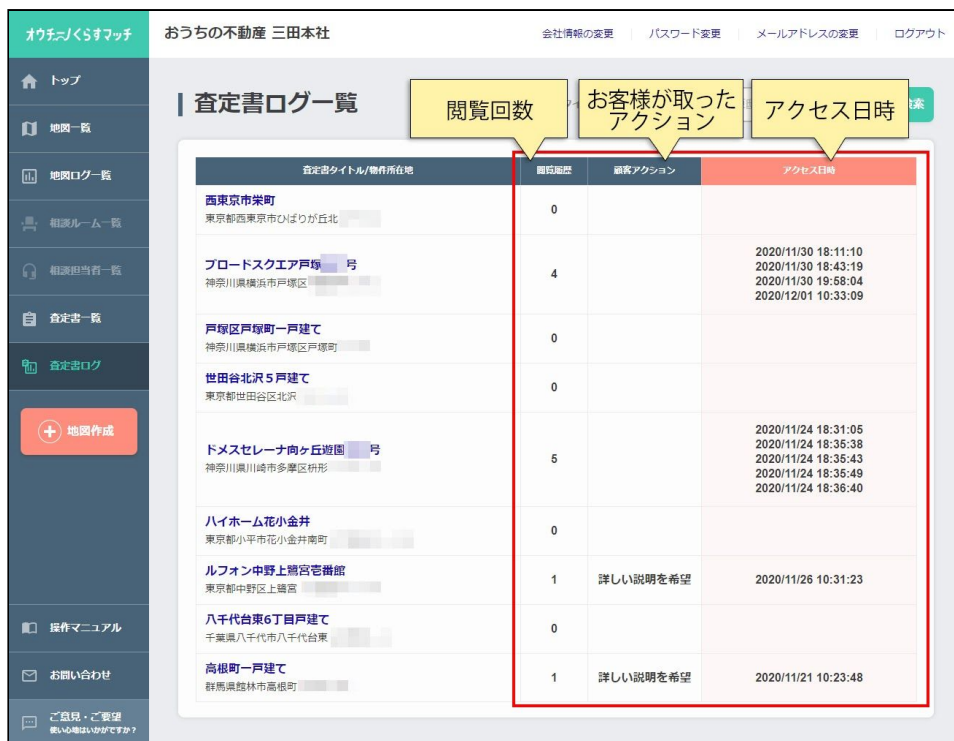 オウチーノくらすマッチ
おうちの不動産 三田本社
会社情報の変更
パスワード変更
メールアドレスの変更
ログアウト
トップ
地図一覧
地図ログ一覧
相談ルーム一覧
相談担当者一覧
査定書一覧
査定書ログ
地図作成
操作マニュアル
お問い合わせ
ご意見・ご要望
使い心地はいかがですか？
査定書ログ一覧
閲覧回数
お客様が取った
アクション
アクセス日時
査定書タイトル/物件所在地
閲覧履歴
顧客アクション
アクセス日時
西東京市栄町
東京都西東京市ひばりが丘北
0
ブロードスクエア戸塚 号
神奈川県横浜市戸塚区
4
2020/11/30 18:11:10
2020/11/30 18:43:19
2020/11/30 19:58:04
2020/12/01 10:33:09
戸塚区戸塚町一戸建て
神奈川県横浜市戸塚区戸塚町
0
世田谷北沢５戸建て
東京都世田谷区北沢
0
ドメスセレーナ向ヶ丘遊園 号
神奈川県川崎市多摩区枡形
5
2020/11/24 18:31:05
2020/11/24 18:35:38
2020/11/24 18:35:43
2020/11/24 18:35:49
2020/11/24 18:36:40
ハイホーム花小金井
東京都小平市花小金井南町
0
ルフォン中野上鷺宮壱番館
東京都中野区上鷺宮
1
詳しい説明を希望
2020/11/26 10:31:23
八千代台東6丁目戸建て
千葉県八千代市八千代台東
0
高根町一戸建て
群馬県館林市高根町
1
詳しい説明を希望
2020/11/21 10:23:48